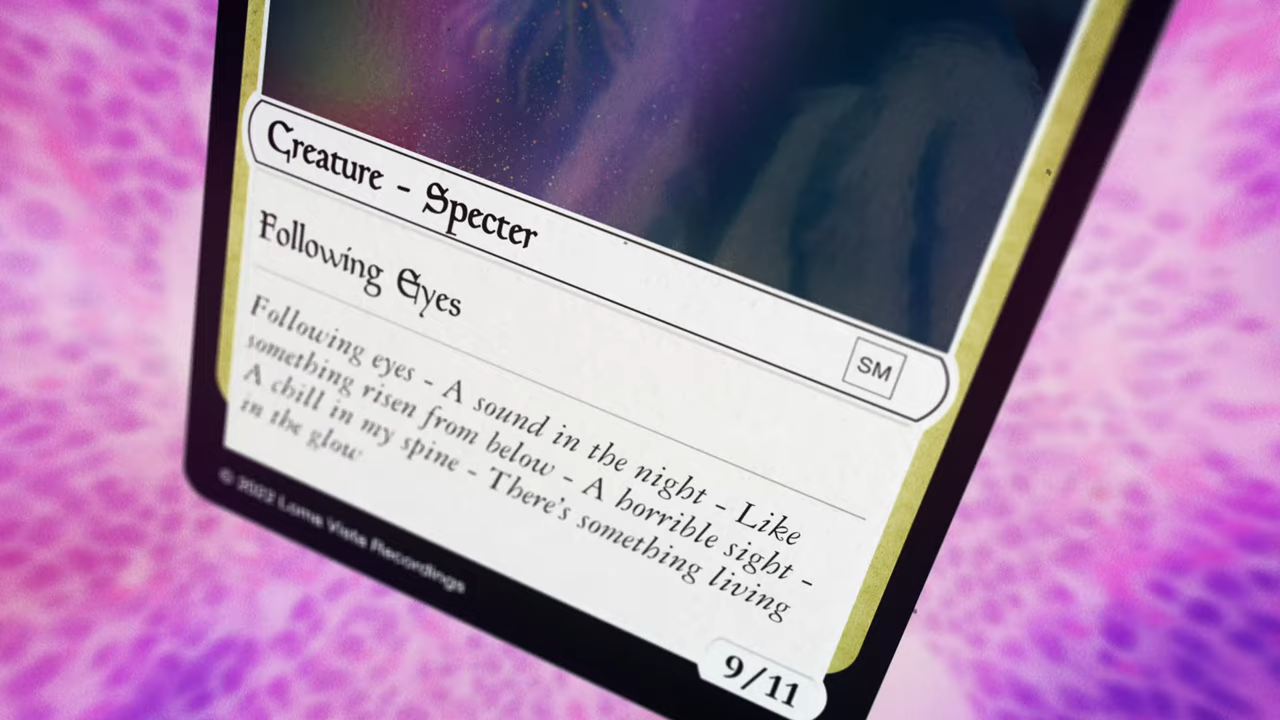 Creature - Specter
SM
Following Eyes
Following eyes - A sound in the night - Like
something risen from below - A horrible sight -
A chill in my spine - There's something living
in the glow
© 2022 Loma Vista Recordings
9/11